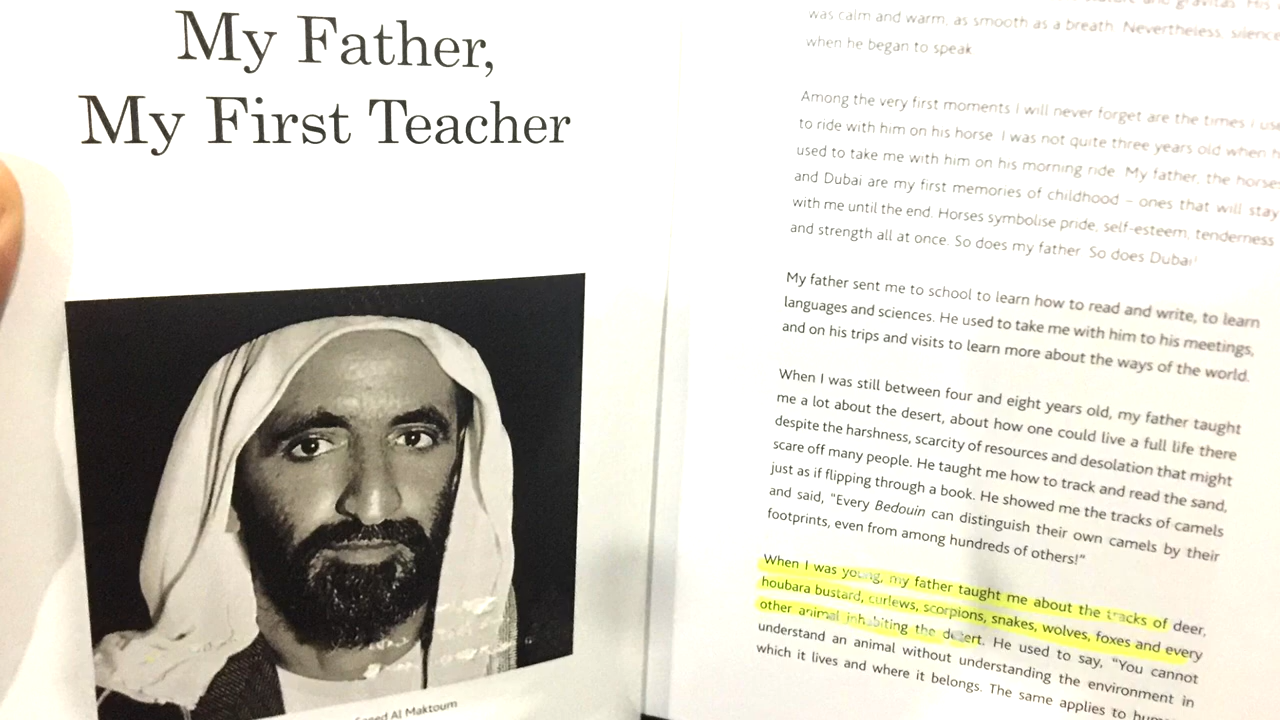 My Father,
My First Teacher
Saeed Al Maktoum
and gravitas. His
was calm and warm, as smooth as a breath. Nevertheless, silence
when he began to speak.
Among the very first moments I will never forget are the times I
to ride with him on his horse. I was not quite three years old when
used to take me with him on his morning ride. My father, the horses
and Dubai are my first memories of childhood – ones that will stay
with me until the end. Horses symbolise pride, self-esteem, tenderness
and strength all at once. So does my father. So does Dubai!
My father sent me to school to learn how to read and write, to learn
languages and sciences. He used to take me with him to his meetings,
and on his trips and visits to learn more about the ways of the world.
When I was still between four and eight years old, my father taught
me a lot about the desert, about how one could live a full life there
despite the harshness, scarcity of resources and desolation that might
scare off many people. He taught me how to track and read the sand,
just as if flipping through a book. He showed me the tracks of camels
and said, "Every Bedouin can distinguish their own camels by their
footprints, even from among hundreds of others!"
When I was young, my father taught me about the tracks of deer,
houbara bustard, curlews, scorpions, snakes, wolves, foxes and every
other animal inhabiting the desert. He used to say, "You cannot
understand an animal without understanding the environment in
which it lives and where it belongs. The same applies to